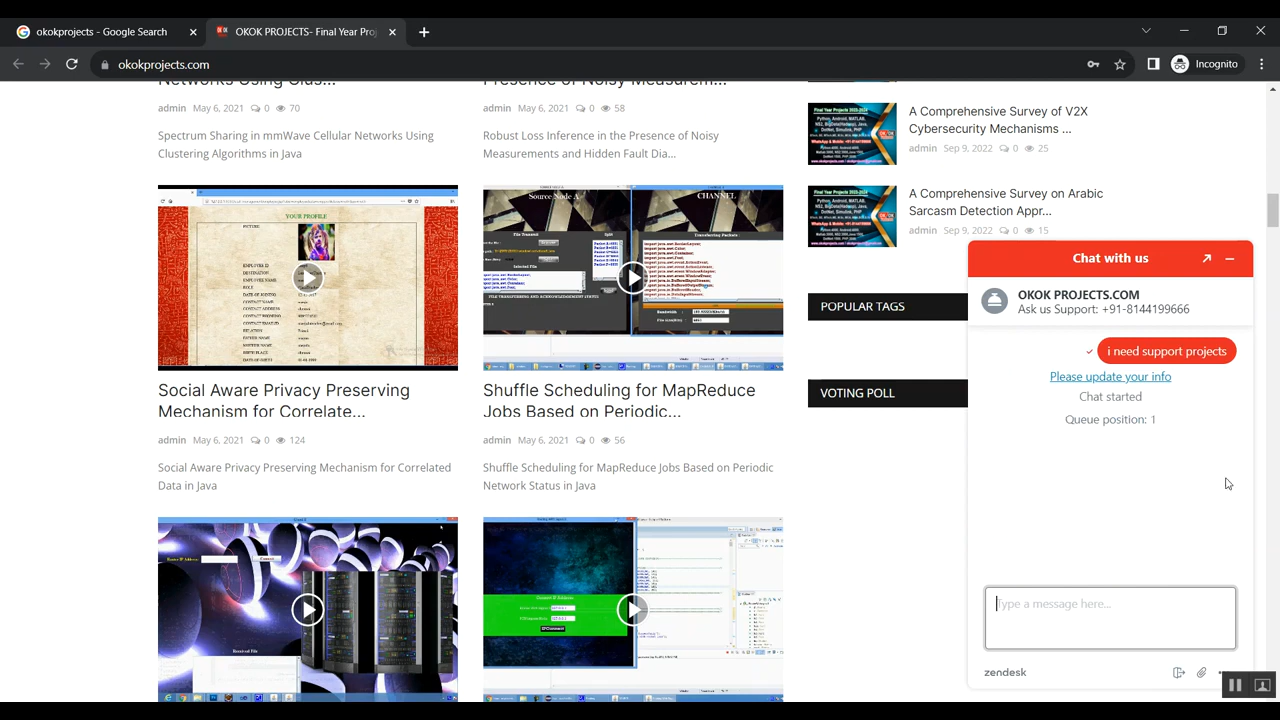 okokprojects - Google Search
OKOK PROJECTS- Final Year Proj
okokprojects.com
Incognito
Networks Using Glus...
Presence of Noisy Measurem...
admin May 6, 2021 0 70
admin May 6, 2021 0 58
Spectrum Sharing in mmWave Cellular Networks Using
Clustering Algorithms in Java
Robust Loss Inference in the Presence of Noisy
Measurements and Hidden Fault Dia...
YOUR PROFILE
Source Node A
CHANNEL
Social Aware Privacy Preserving
Mechanism for Correlate...
admin May 6, 2021 0 124
Social Aware Privacy Preserving Mechanism for Correlated
Data in Java
Shuffle Scheduling for MapReduce
Jobs Based on Periodic...
admin May 6, 2021 0 56
Shuffle Scheduling for MapReduce Jobs Based on Periodic
Network Status in Java
A Comprehensive Survey of V2X
Cybersecurity Mechanisms ...
admin Sep 9, 2022 0 25
A Comprehensive Survey on Arabic
Sarcasm Detection Appr...
admin Sep 9, 2022 0 15
POPULAR TAGS
VOTING POLL
Chat with us
OKOK PROJECTS.COM
Ask us Support:+91 8144199666
i need support projects
Please update your info
Chat started
Queue position: 1
Type a message here...
zendesk